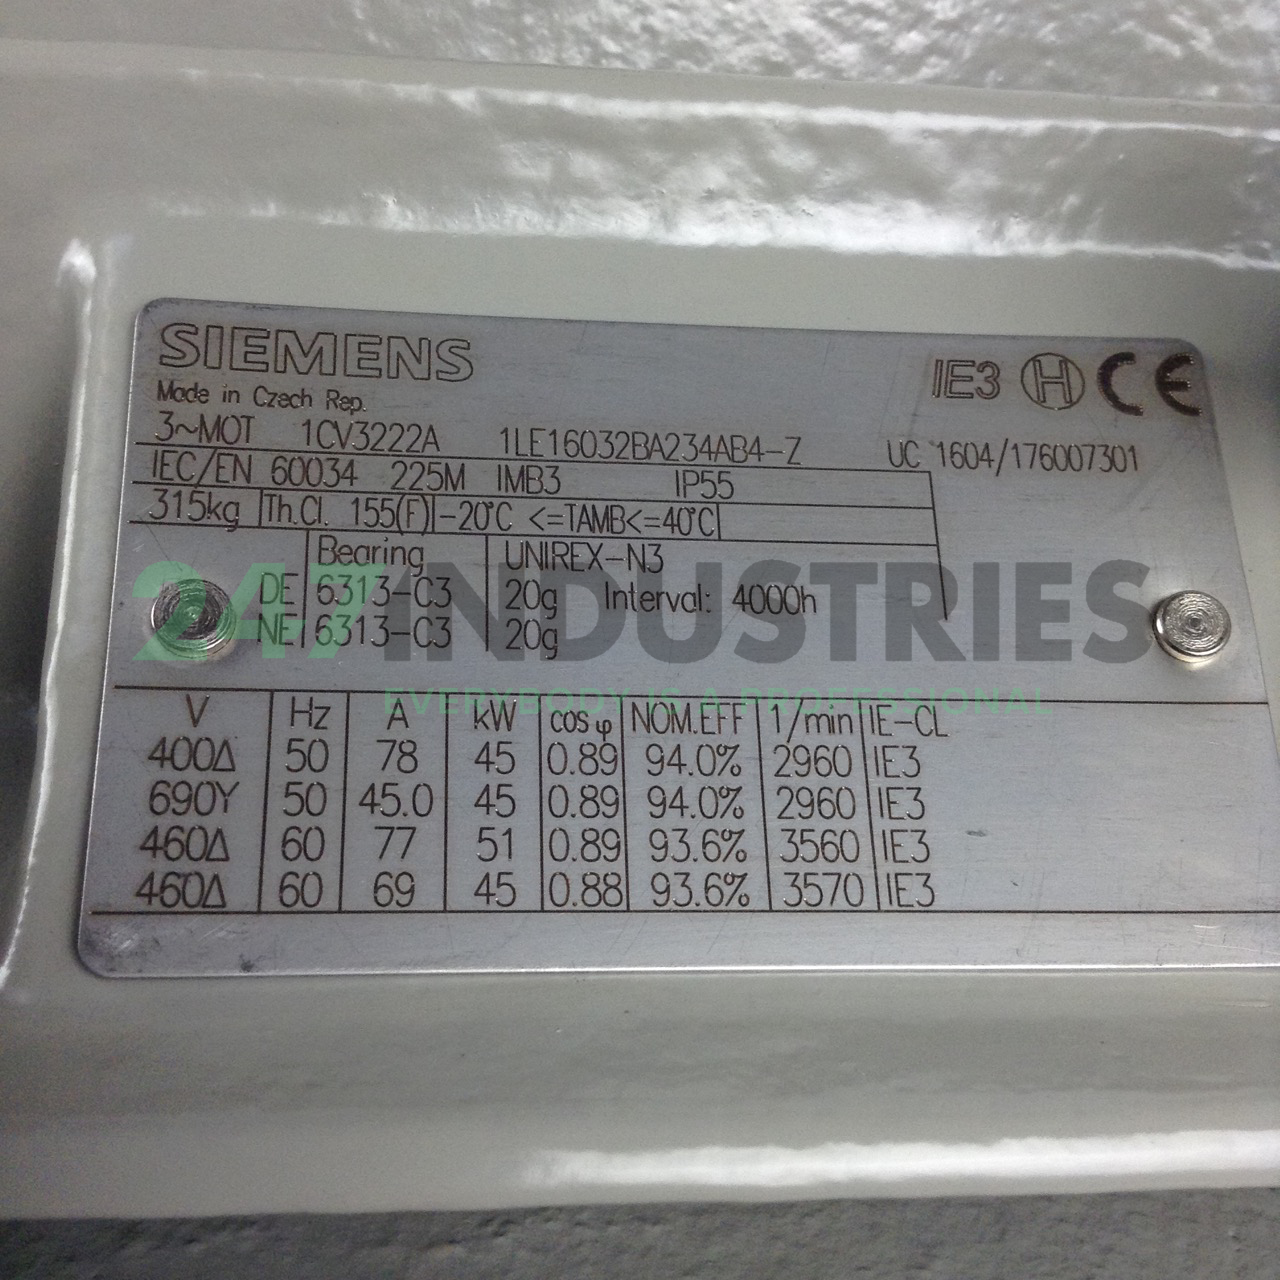 SIEMENS
IE3 H CE
Made in Czech Rep.
3~MOT 1CV3222A 1LE16032BA234AB4-Z UC 1604/176007301
IEC/EN 60034 225M IMB3 IP55
315kg Th.Cl. 155(F) -20°C <=TAMB<=40°C
Bearing UNIREX-N3
DE 6313-C3 20g Interval: 4000h
NE 6313-C3 20g
247INDUSTRIES
EVERYBODY IS A PROFESSIONAL
V Hz A kW cos φ NOM.EFF 1/min IE-CL
400Δ 50 78 45 0.89 94.0% 2960 IE3
690Y 50 45.0 45 0.89 94.0% 2960 IE3
460Δ 60 77 51 0.89 93.6% 3560 IE3
460Δ 60 69 45 0.88 93.6% 3570 IE3